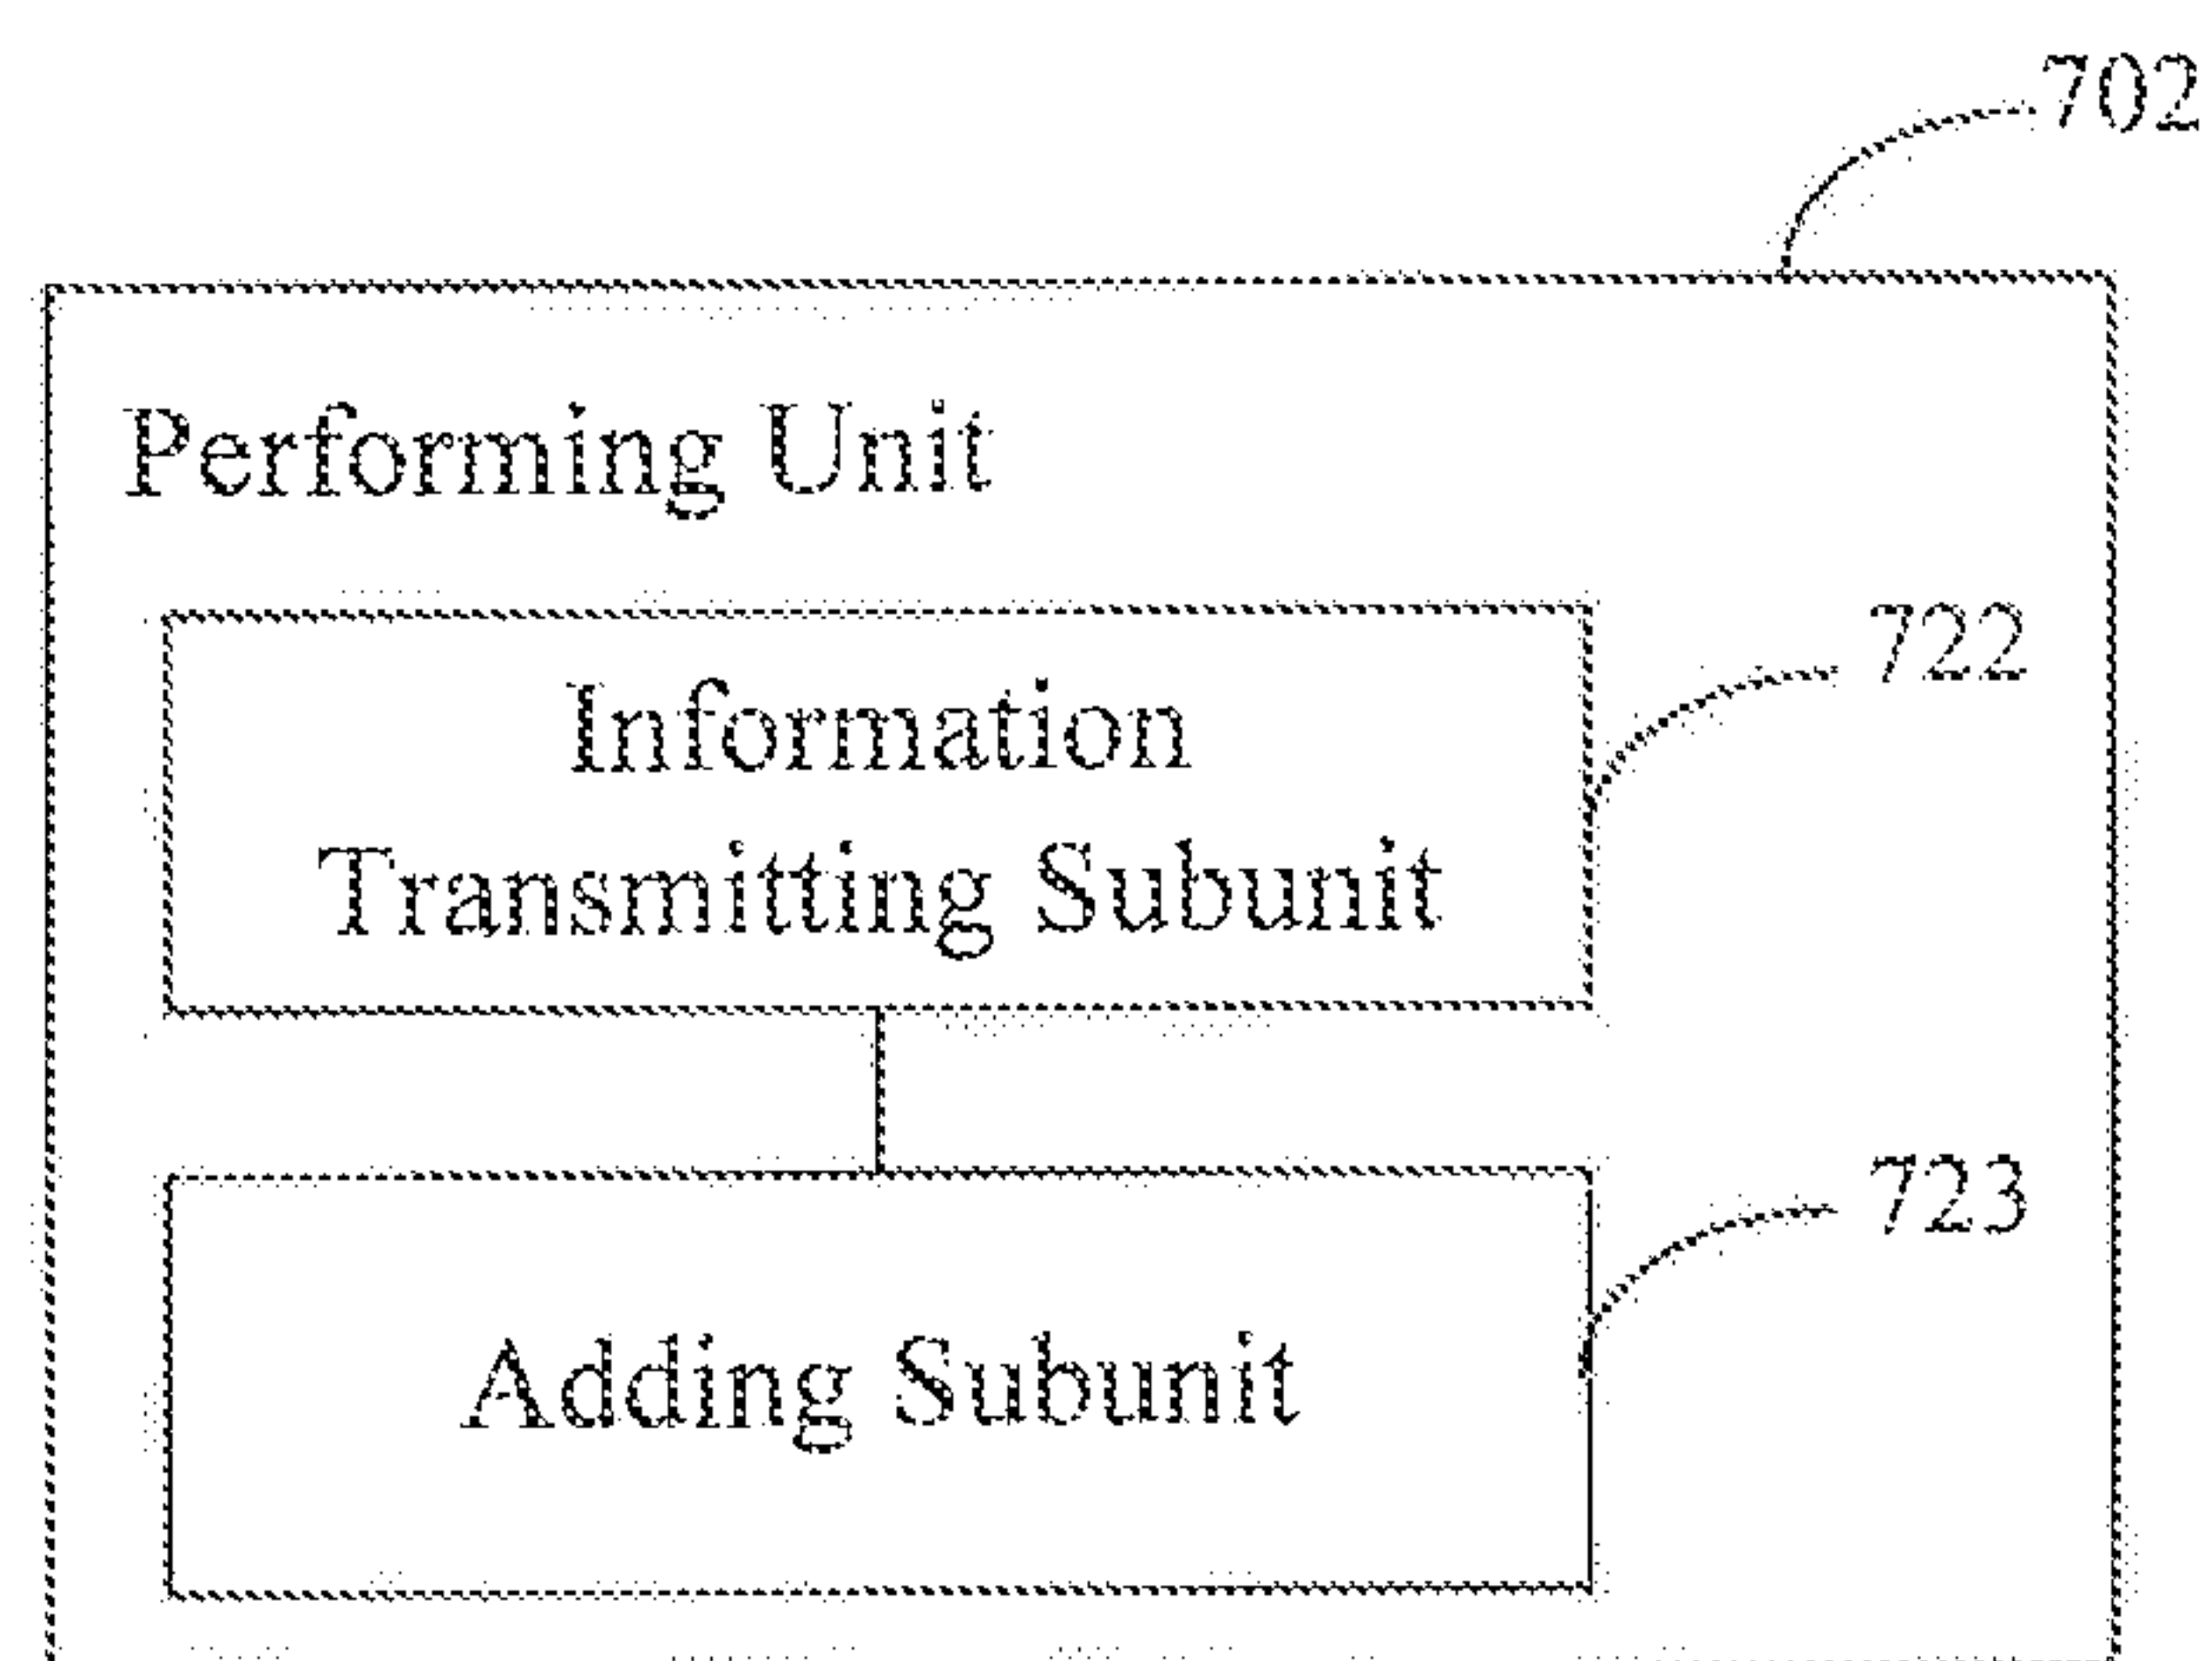 702
Performing Unit
722
Information
Transmitting Subunit
723
Adding Subunit